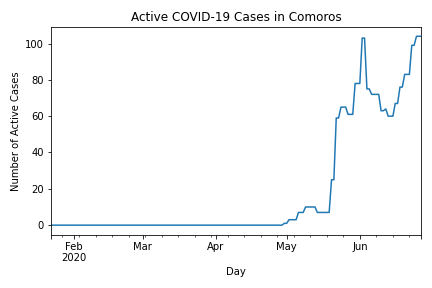 Active COVID-19 Cases in Comoros
Number of Active Cases
100
80
60
40
20
0
Feb
2020
Mar
Apr
May
Jun
Day